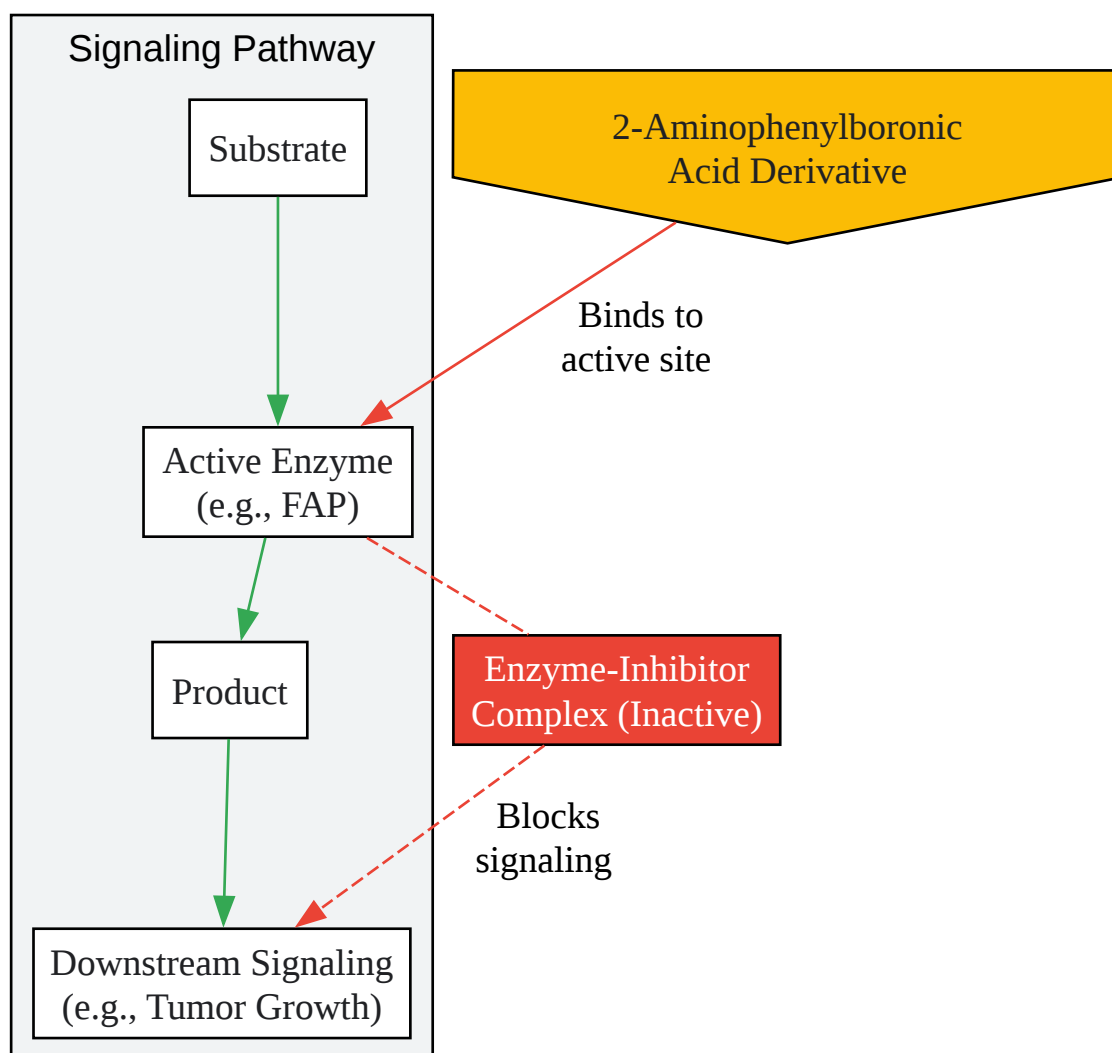 Signaling Pathway
Substrate
2-Aminophenylboronic
Acid Derivative
Binds to
active site
Active Enzyme
(e.g., FAP)
Product
Enzyme-Inhibitor
Complex (Inactive)
Blocks
signaling
Downstream Signaling
(e.g., Tumor Growth)